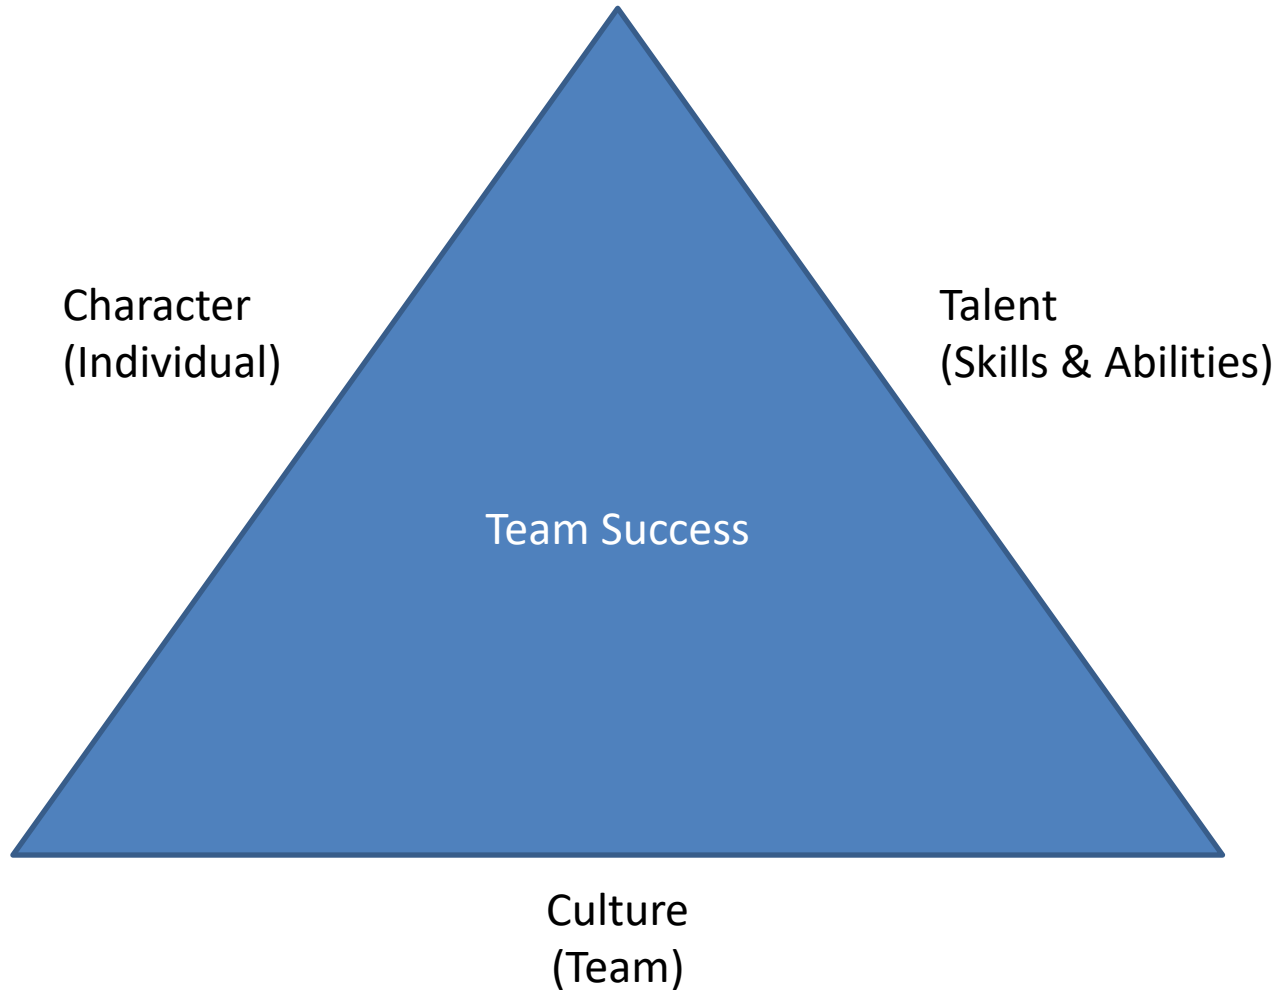 Character
(Individual)
Talent
(Skills & Abilities)
Team Success
Culture
(Team)